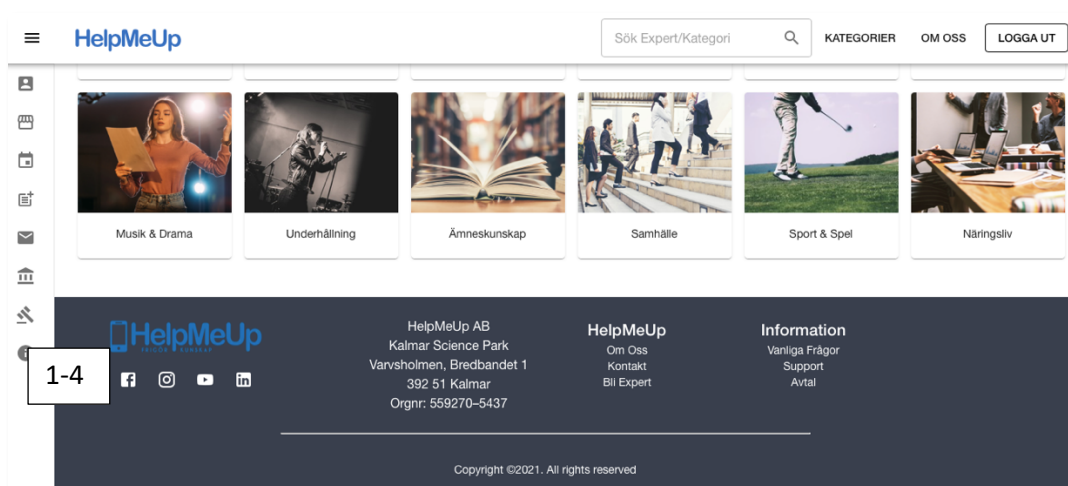 HelpMeUp
Sök Expert/Kategori
KATEGORIER
OM OSS
LOGGA UT
Musik & Drama
Underhållning
Ämneskunskap
Samhälle
Sport & Spel
Näringsliv
HelpMeUp
1-4
HelpMeUp AB
Kalmar Science Park
Varvsholmen, Bredbandet 1
392 51 Kalmar
Orgnr: 559270–5437
HelpMeUp
Om Oss
Kontakt
Bli Expert
Information
Vanliga Frågor
Support
Avtal
Copyright ©2021. All rights reserved